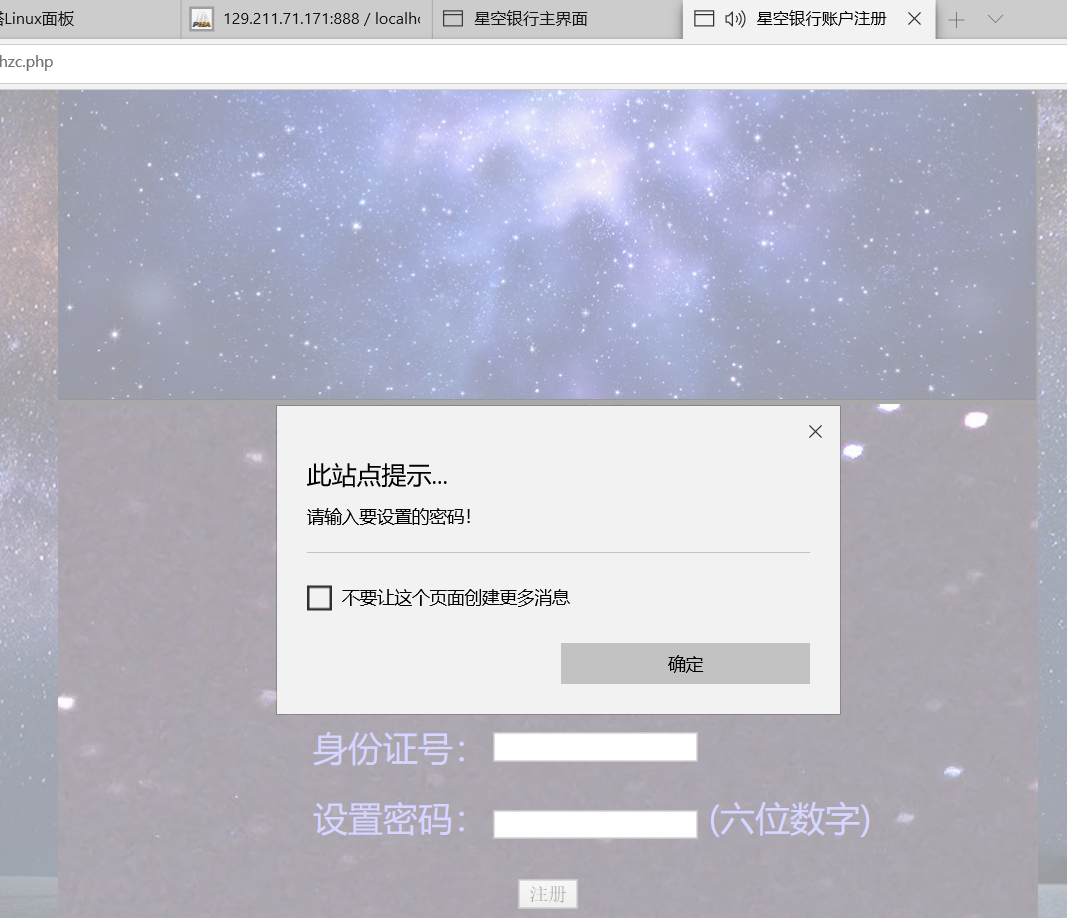 塔Linux面板
129.211.71.171:888 / localh
星空银行主界面
星空银行账户注册
hzc.php
此站点提示...
请输入要设置的密码！
不要让这个页面创建更多消息
确定
身份证号：
设置密码： (六位数字)
注册